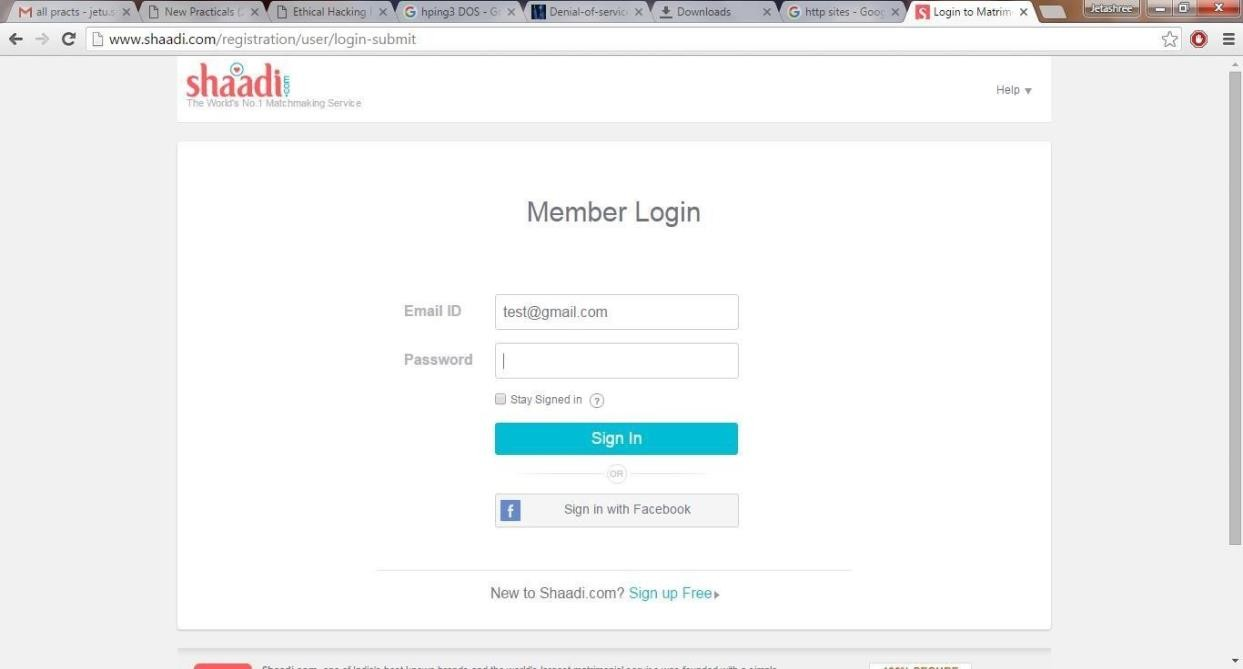 all practs - jetu.s
New Practicals (
Ethical Hacking
hping3 DOS - G
Denial-of-servic
Downloads
http sites - Goog
Login to Matrim
Jetashree
www.shaadi.com/registration/user/login-submit
shaadi.com
The World's No.1 Matchmaking Service
Help ▼
Member Login
Email ID
test@gmail.com
Password
Stay Signed in ?
Sign In
OR
f Sign in with Facebook
New to Shaadi.com? Sign up Free